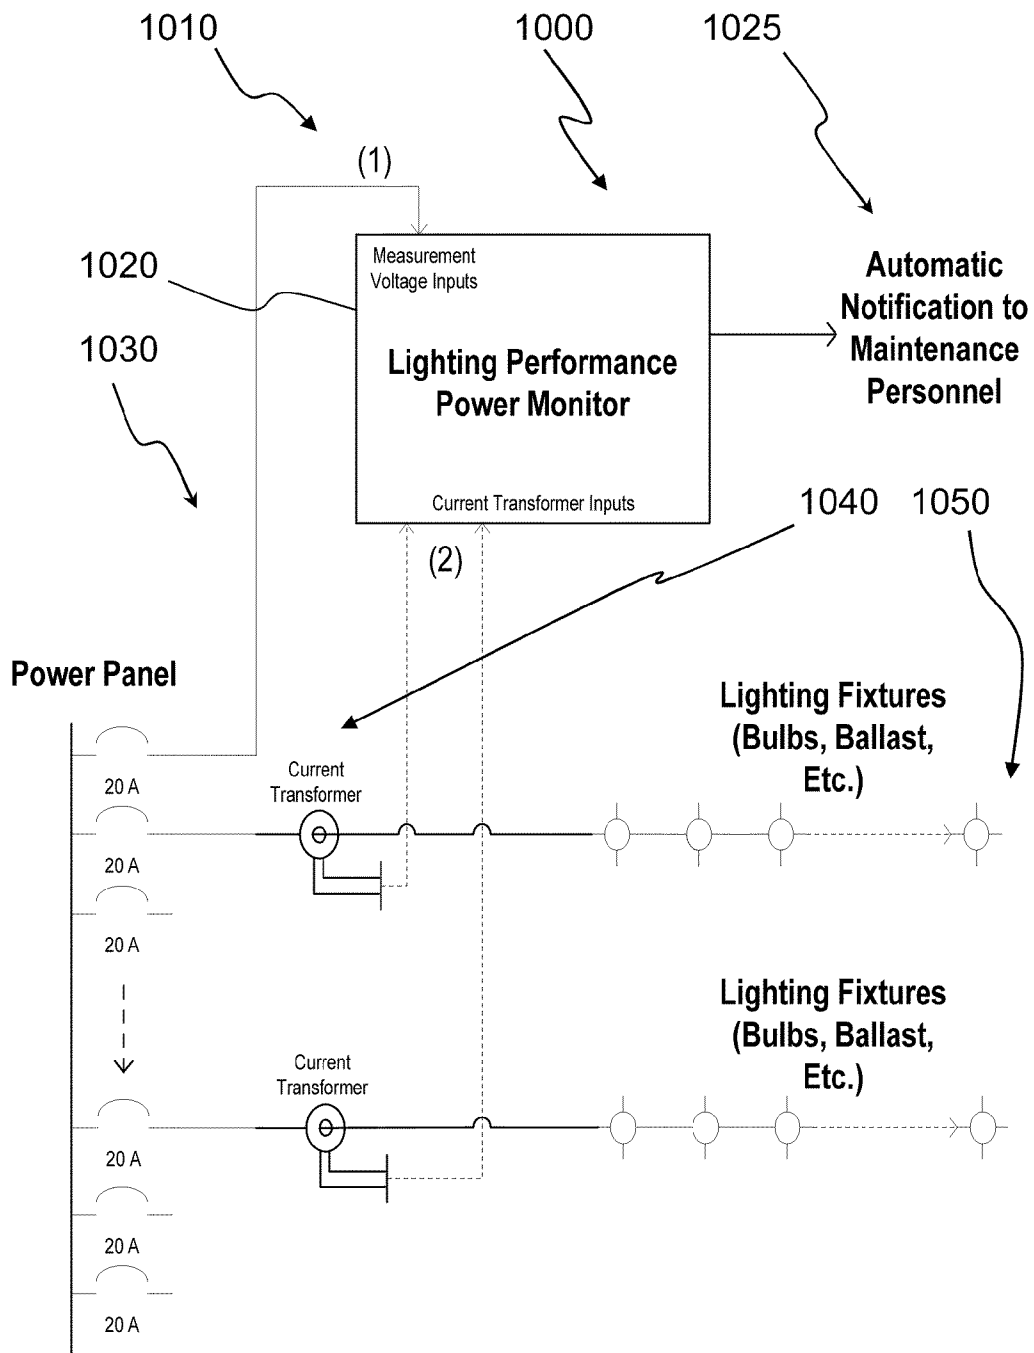 1010
1000
1025
(1)
1020
1030
Measurement
Voltage Inputs
Lighting Performance
Power Monitor
Current Transformer Inputs
Automatic
Notification to
Maintenance
Personnel
(2)
1040
1050
Power Panel
20 A
20 A
20 A
Current
Transformer
Lighting Fixtures
(Bulbs, Ballast,
Etc.)
Current
Transformer
Lighting Fixtures
(Bulbs, Ballast,
Etc.)
20 A
20 A
20 A